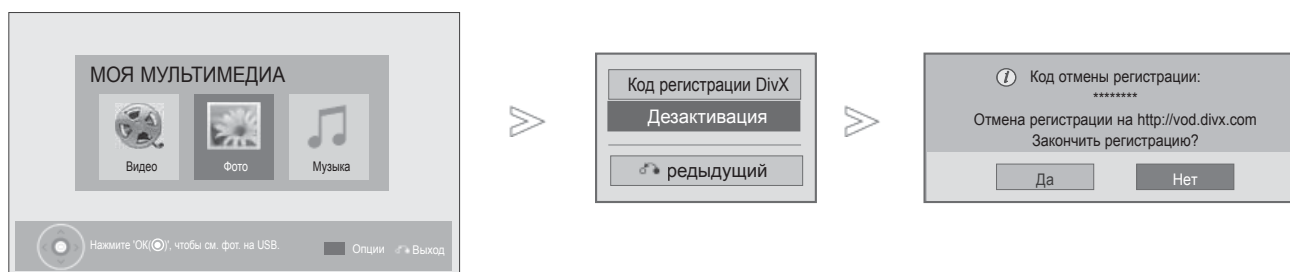 МОЯ МУЛЬТИМЕДИА
Видео
Фото
Музыка
Нажмите 'ОК(◉)', чтобы см. фот. на USB.
Опции
Выход
Код регистрации DivX
Дезактивация
редыдущий
Код отмены регистрации:
********
Отмена регистрации на http://vod.divx.com
Закончить регистрацию?
Да
Нет